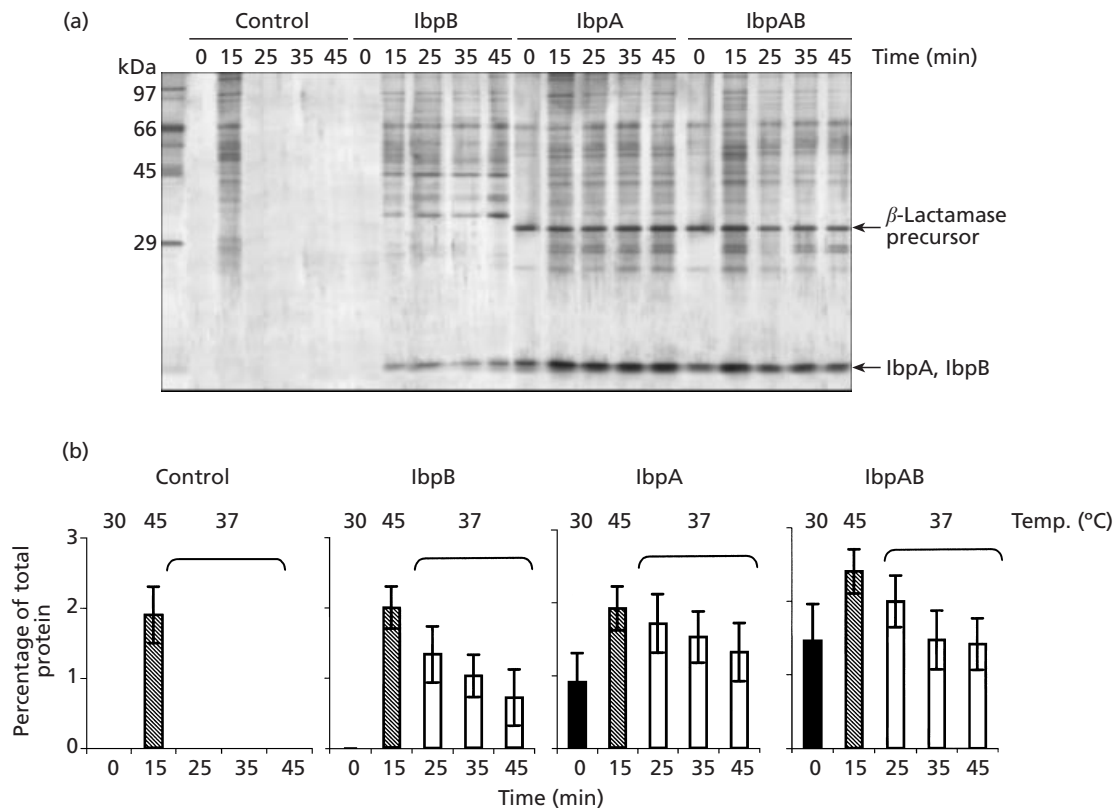 (a)
Control IbpB IbpA IbpAB
0 15 25 35 45 0 15 25 35 45 0 15 25 35 45 0 15 25 35 45 Time (min)
kDa
97
66
45
29
β-Lactamase
precursor
IbpA, IbpB
(b)
Control IbpB IbpA IbpAB
30 45 37 30 45 37 30 45 37 30 45 37 Temp. (ºC)
Percentage of total
protein
3
2
1
0
0 15 25 35 45 0 15 25 35 45 0 15 25 35 45 0 15 25 35 45
Time (min)